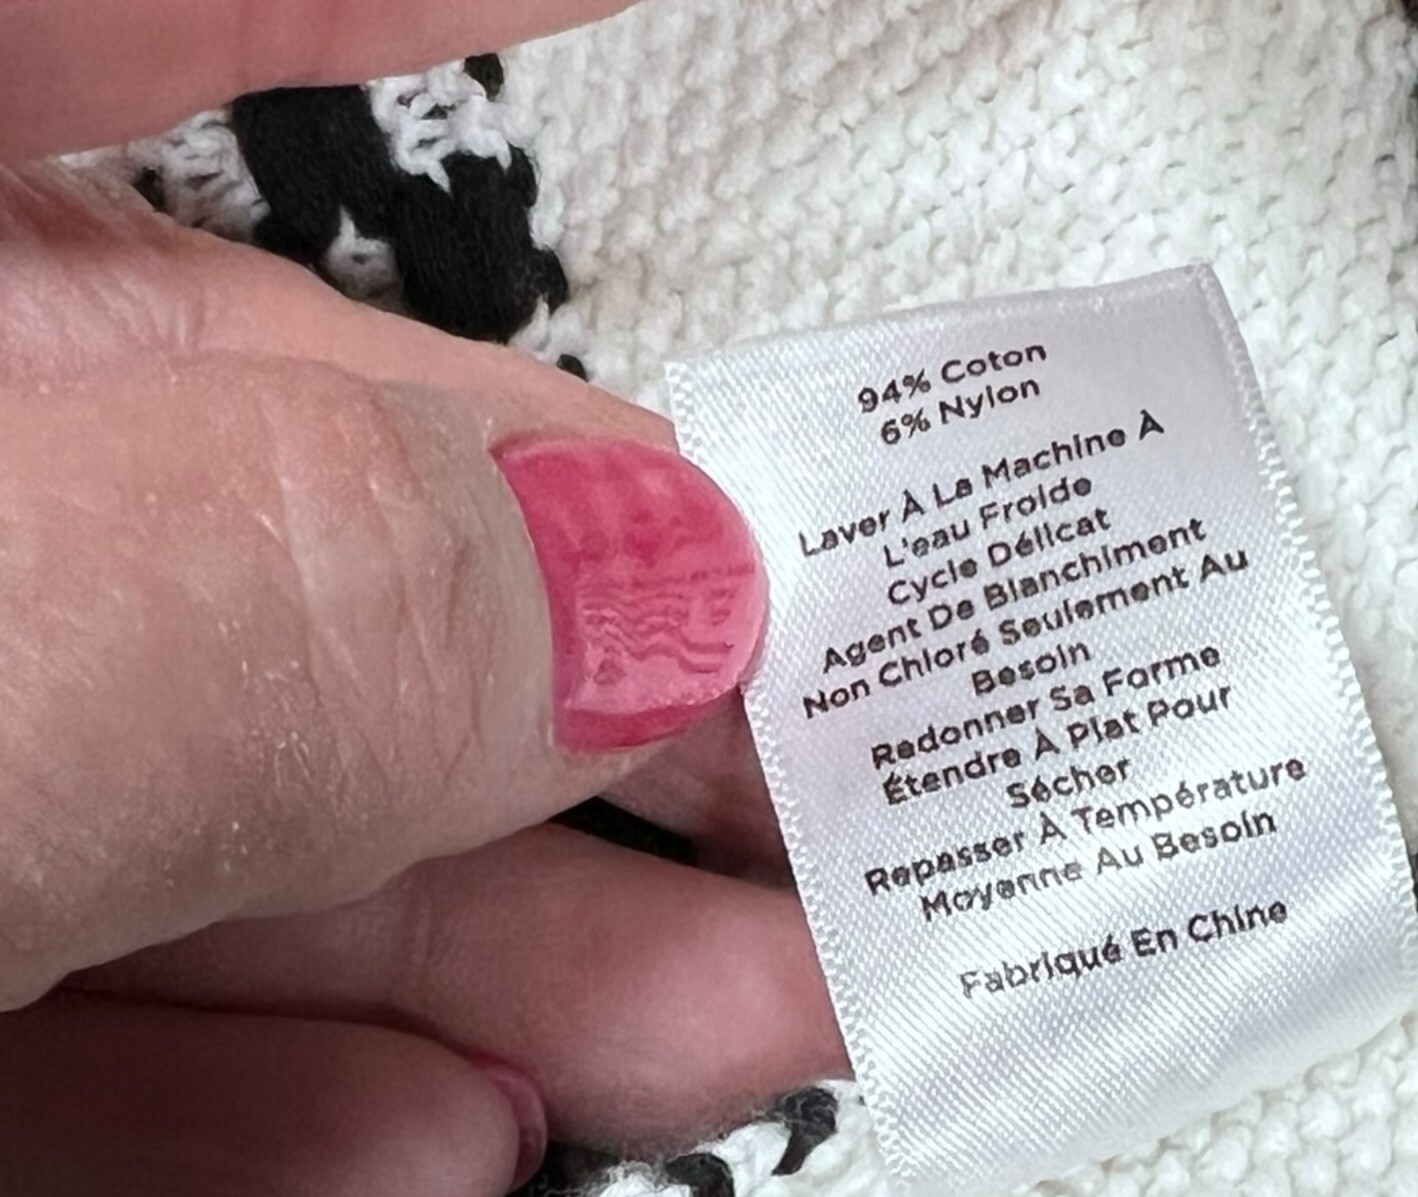 94% Coton
6% Nylon
Laver À La Machine À
L'eau Froide
Cycle Délicat
Agent De Blanchiment
Non Chloré Seulement Au
Besoin
Redonner Sa Forme
Étendre À Plat Pour
Sécher
Repasser À Température
Moyenne Au Besoin
Fabriqué En Chine